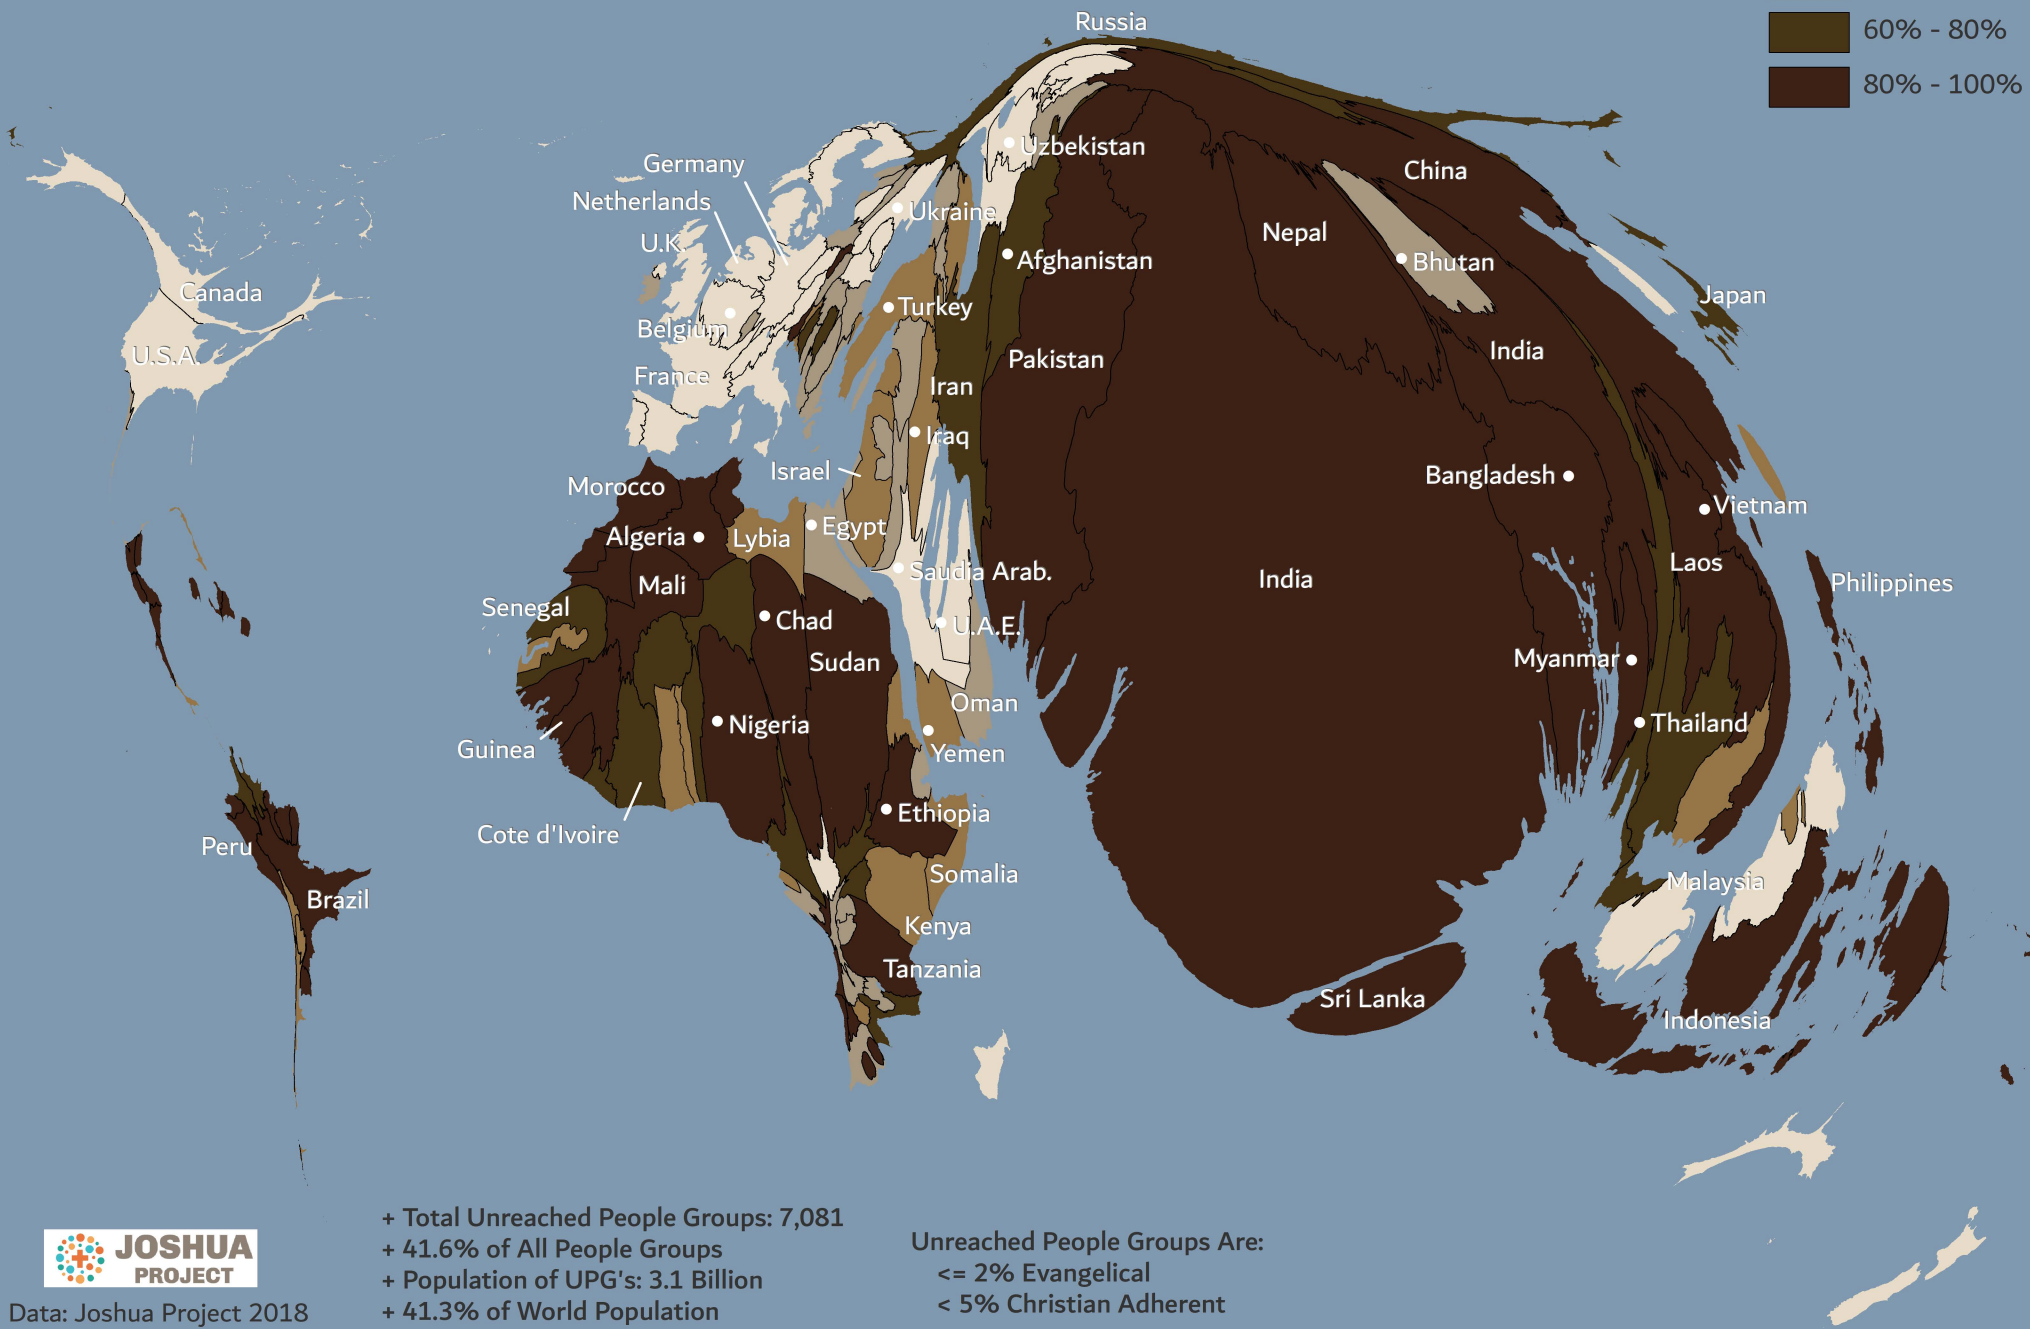 Russia
60% - 80%
80% - 100%
Uzbekistan
Germany
China
Netherlands
Ukraine
Nepal
U.K.
Afghanistan
Bhutan
Canada
Japan
Turkey
Belgium
India
U.S.A.
Pakistan
France
Iran
Iraq
Israel
Bangladesh
Morocco
Vietnam
Egypt
Algeria
Lybia
Laos
Saudia Arab.
India
Philippines
Mali
Senegal
Chad
U.A.E.
Sudan
Myanmar
Oman
Nigeria
Thailand
Guinea
Yemen
Ethiopia
Cote d'Ivoire
Peru
Somalia
Malaysia
Brazil
Kenya
Tanzania
Sri Lanka
Indonesia
JOSHUA
PROJECT
Data: Joshua Project 2018
+ Total Unreached People Groups: 7,081
+ 41.6% of All People Groups
+ Population of UPG's: 3.1 Billion
+ 41.3% of World Population
Unreached People Groups Are:
<= 2% Evangelical
< 5% Christian Adherent